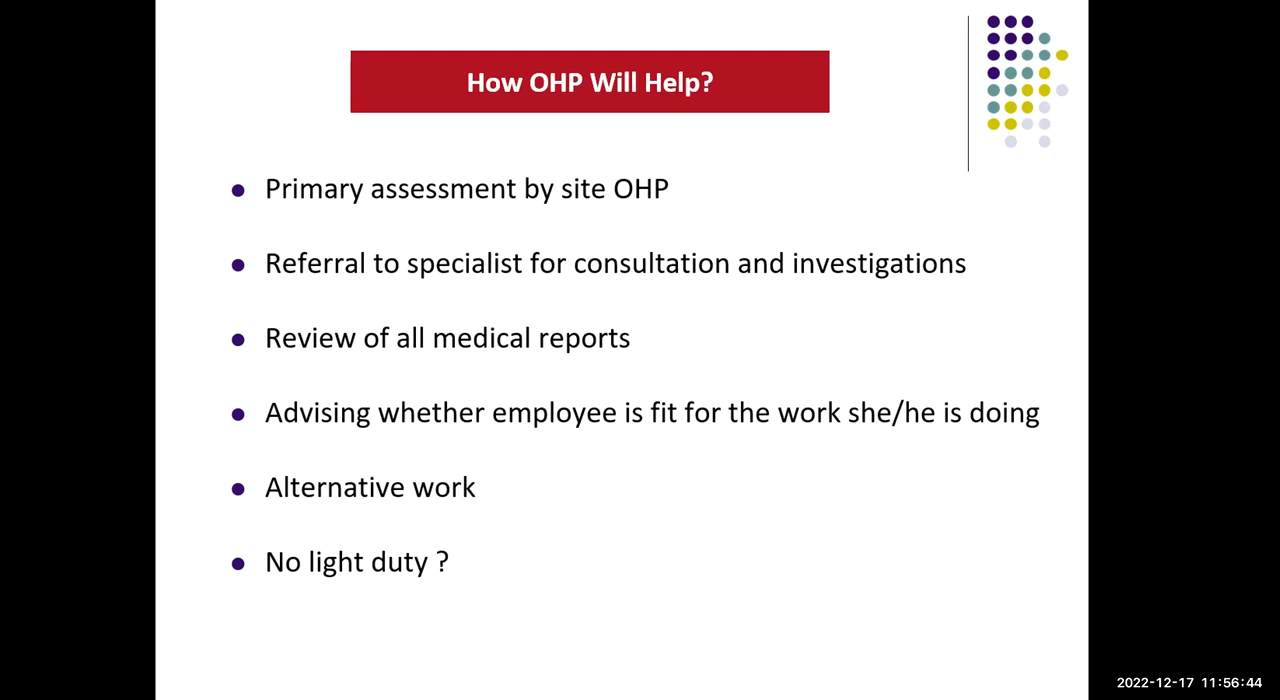 How OHP Will Help?
Primary assessment by site OHP
Referral to specialist for consultation and investigations
Review of all medical reports
Advising whether employee is fit for the work she/he is doing
Alternative work
No light duty ?
2022-12-17 11:56:44